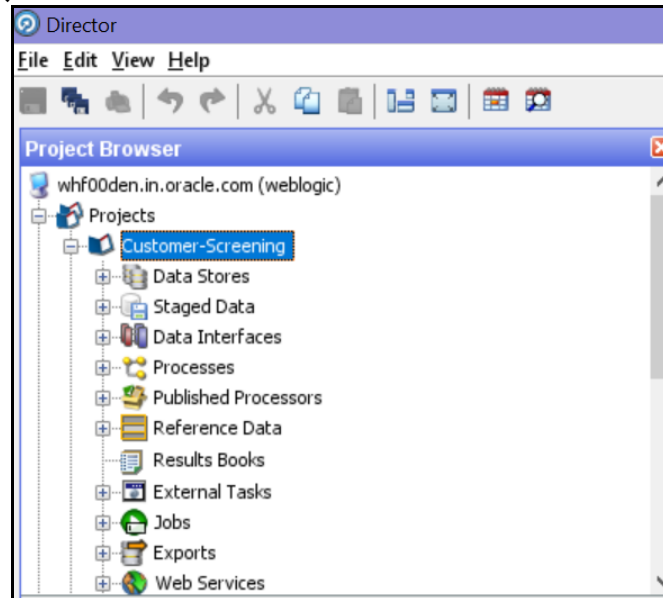 Director
File Edit View Help
Project Browser
whf00den.in.oracle.com (weblogic)
Projects
Customer-Screening
Data Stores
Staged Data
Data Interfaces
Processes
Published Processors
Reference Data
Results Books
External Tasks
Jobs
Exports
Web Services